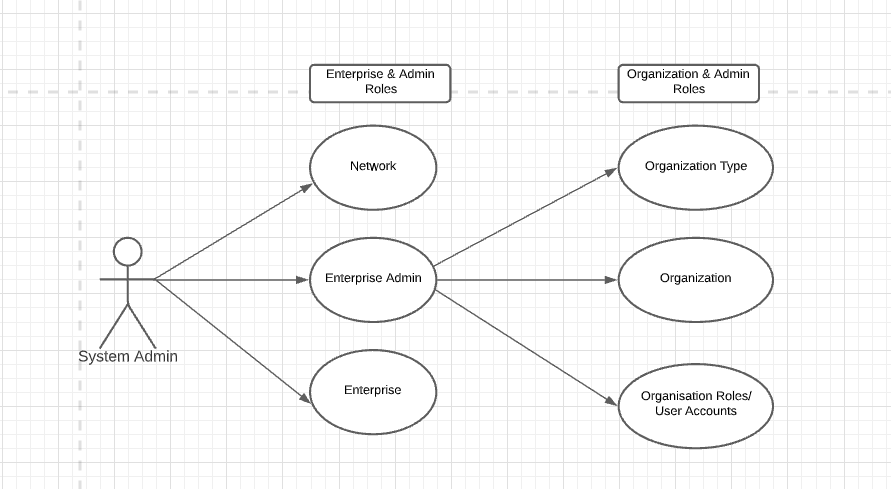 Enterprise & Admin
Roles
Organization & Admin
Roles
Network
Organization Type
Enterprise Admin
Organization
System Admin
Enterprise
Organisation Roles/
User Accounts